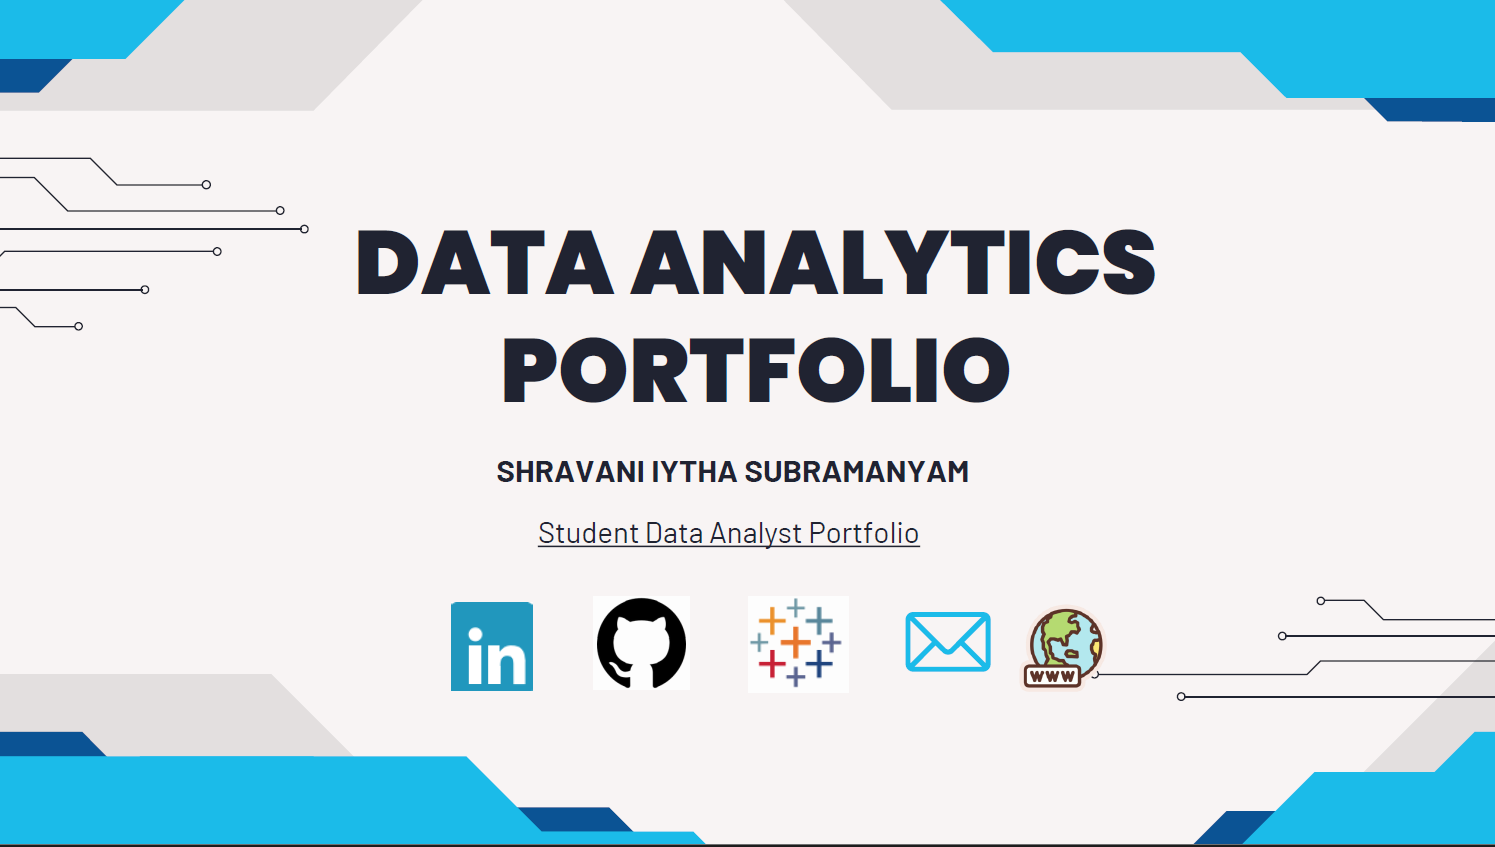 DATA ANALYTICS
PORTFOLIO
SHRAVANI IYTHA SUBRAMANYAM
Student Data Analyst Portfolio
in
WWW